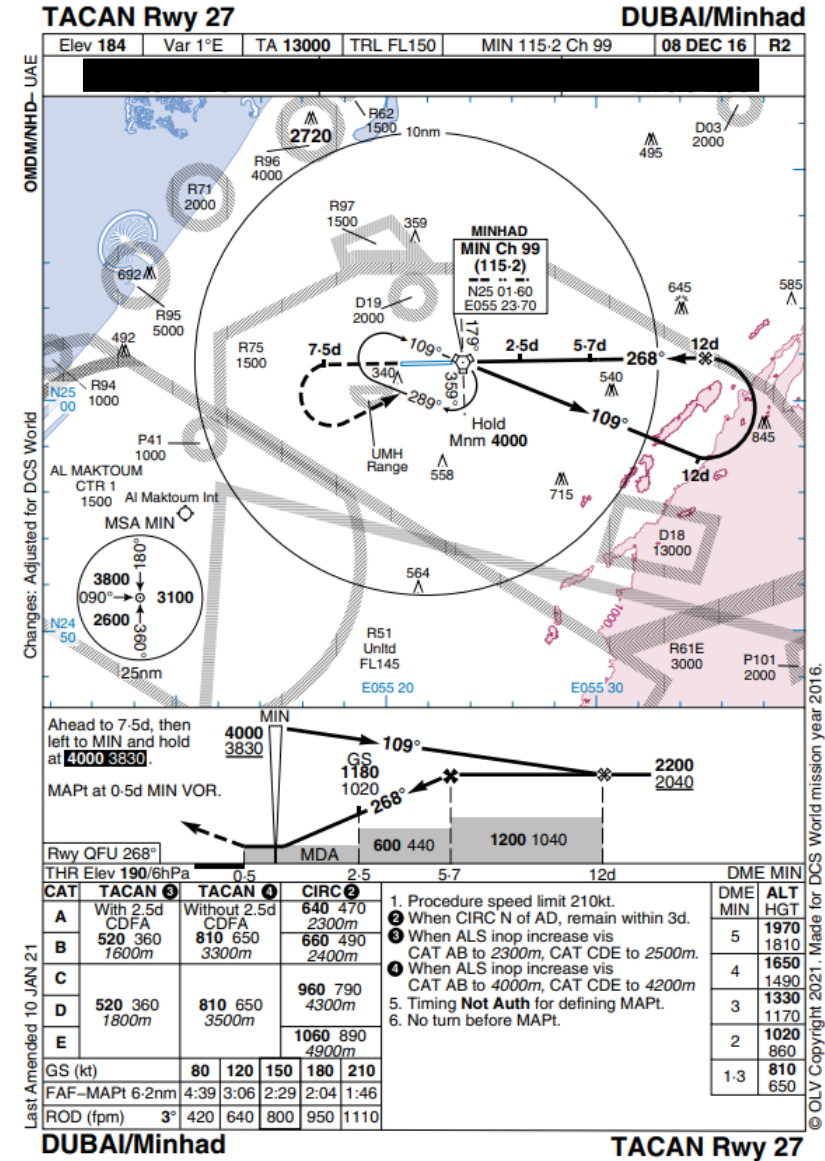 TACAN Rwy 27 DUBAI/Minhad
Elev 184 Var 1°E TA 13000 TRL FL150 MIN 115·2 Ch 99 08 DEC 16 R2
OMDM/NHD– UAE
Changes: Adjusted for DCS World
Last Amended 10 JAN 21
© OLV Copyright 2021. Made for DCS World mission year 2016.
R62
1500
2720
10nm
D03
2000
495
R96
4000
R71
2000
R97
1500
359
MINHAD
MIN Ch 99
(115·2)
N25 01·60
E055 23·70
692
R95
5000
D19
2000
645
585
179°
492
R75
1500
7·5d
109°
2·5d
5·7d
268°
12d
340
359°
289°
540
R94
1000
N25
00
Hold
Mnm 4000
109°
845
12d
P41
1000
UMH
Range
558
715
AL MAKTOUM
CTR 1
1500
Al Maktoum Int
MSA MIN
180°
3800
090°
3100
2600
360°
25nm
D18
13000
564
1000
N24
50
R51
Unltd
FL145
R61E
3000
P101
2000
E055 20
E055 30
Ahead to 7·5d, then
left to MIN and hold
at 4000 3830.
MAPt at 0·5d MIN VOR.
MIN
4000
3830
109°
GS
1180
1020
268°
2200
2040
600 440
1200 1040
MDA
Rwy QFU 268°
THR Elev 190/6hPa
0·5 2·5 5·7 12d DME MIN
CAT TACAN ❸ TACAN ❹ CIRC ❷
With 2.5d Without 2.5d
CDFA CDFA
A 640 470
2300m
B 520 360 810 650 660 490
1600m 3300m 2400m
C
D 520 360 810 650 960 790
1800m 3500m 4300m
E 1060 890
4900m
GS (kt) 80 120 150 180 210
FAF–MAPt 6·2nm 4:39 3:06 2:29 2:04 1:46
ROD (fpm) 3° 420 640 800 950 1110
1. Procedure speed limit 210kt.
❷ When CIRC N of AD, remain within 3d.
❸ When ALS inop increase vis
CAT AB to 2300m, CAT CDE to 2500m.
❹ When ALS inop increase vis
CAT AB to 4000m, CAT CDE to 4200m
5. Timing Not Auth for defining MAPt.
6. No turn before MAPt.
DME ALT
MIN HGT
5 1970
1810
4 1650
1490
3 1330
1170
2 1020
860
1·3 810
650
DUBAI/Minhad TACAN Rwy 27